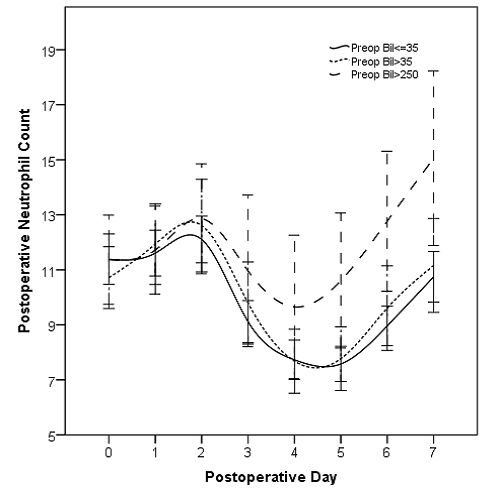 19
17
15
13
11
9
7
5
Postoperative Neutrophil Count
Preop Bil<=35
Preop Bil>35
Preop Bil>250
0 1 2 3 4 5 6 7
Postoperative Day